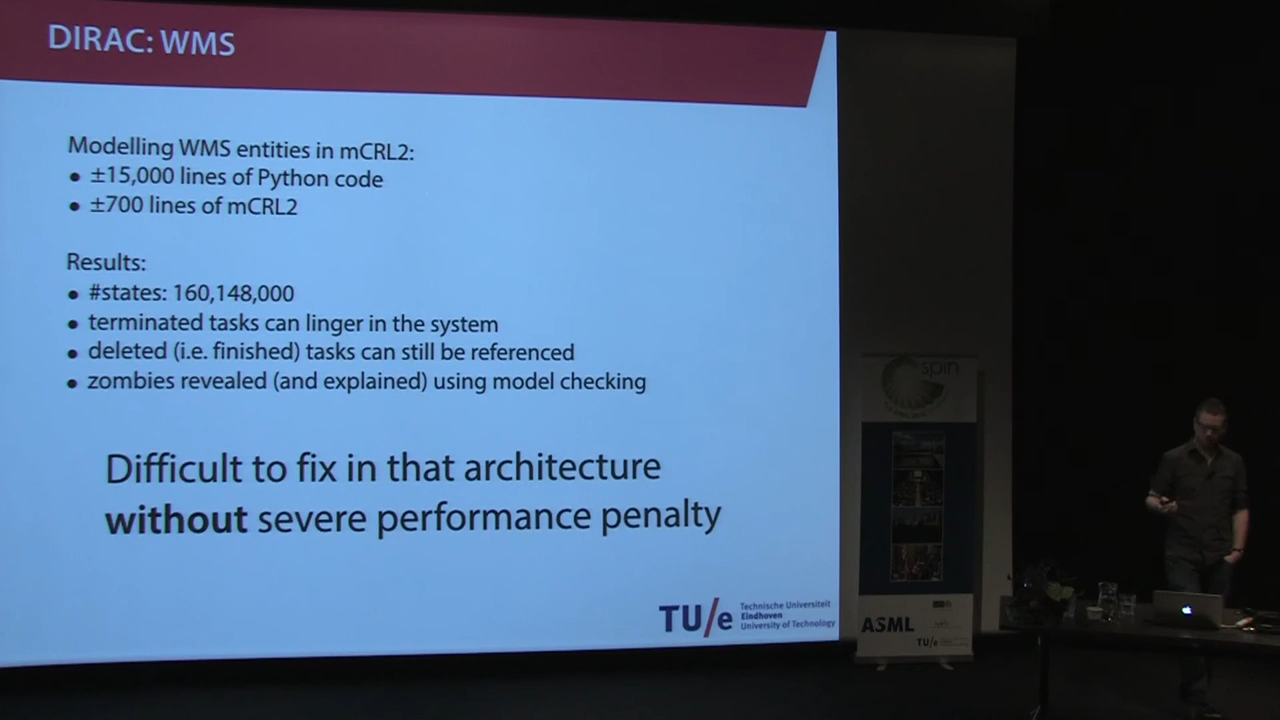 DIRAC: WMS
Modelling WMS entities in mCRL2:
• ±15,000 lines of Python code
• ±700 lines of mCRL2
Results:
• #states: 160,148,000
• terminated tasks can linger in the system
• deleted (i.e. finished) tasks can still be referenced
• zombies revealed (and explained) using model checking
Difficult to fix in that architecture
without severe performance penalty
TU/e
Technische Universiteit
Eindhoven
University of Technology
spin
ASML
TU/e